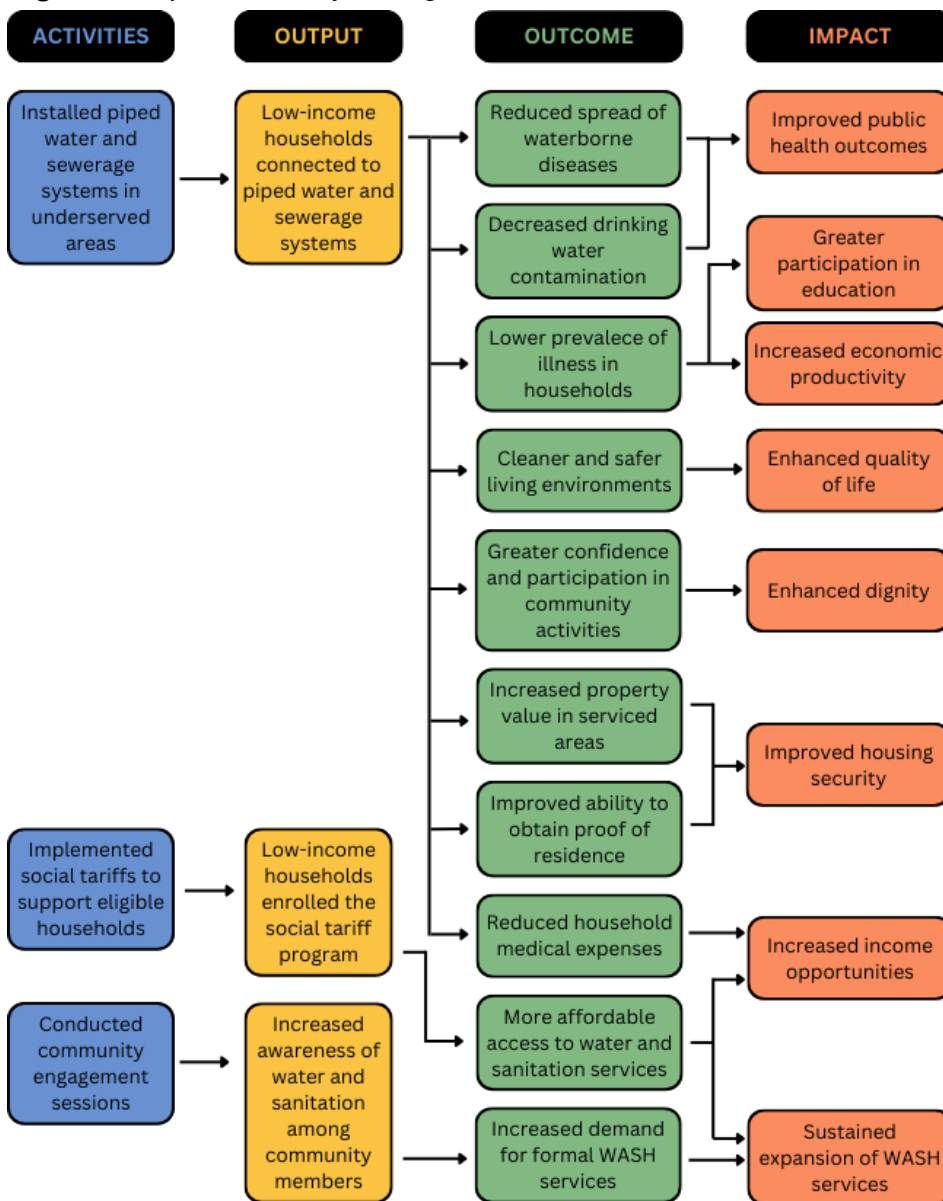 ACTIVITIES
OUTPUT
OUTCOME
IMPACT
Installed piped
water and
sewerage
systems in
underserved
areas
Low-income
households
connected to
piped water and
sewerage
systems
Reduced spread of
waterborne
diseases
Improved public
health outcomes
Decreased drinking
water
contamination
Greater
participation in
education
Lower prevalece of
illness in
households
Increased economic
productivity
Cleaner and safer
living environments
Enhanced quality
of life
Greater confidence
and participation in
community
activities
Enhanced dignity
Increased property
value in serviced
areas
Improved housing
security
Improved ability to
obtain proof of
residence
Implemented
social tariffs to
support eligible
households
Low-income
households
enrolled the
social tariff
program
Reduced household
medical expenses
Increased income
opportunities
Conducted
community
engagement
sessions
Increased
awareness of
water and
sanitation
among
community
members
More affordable
access to water and
sanitation services
Increased demand
for formal WASH
services
Sustained
expansion of WASH
services